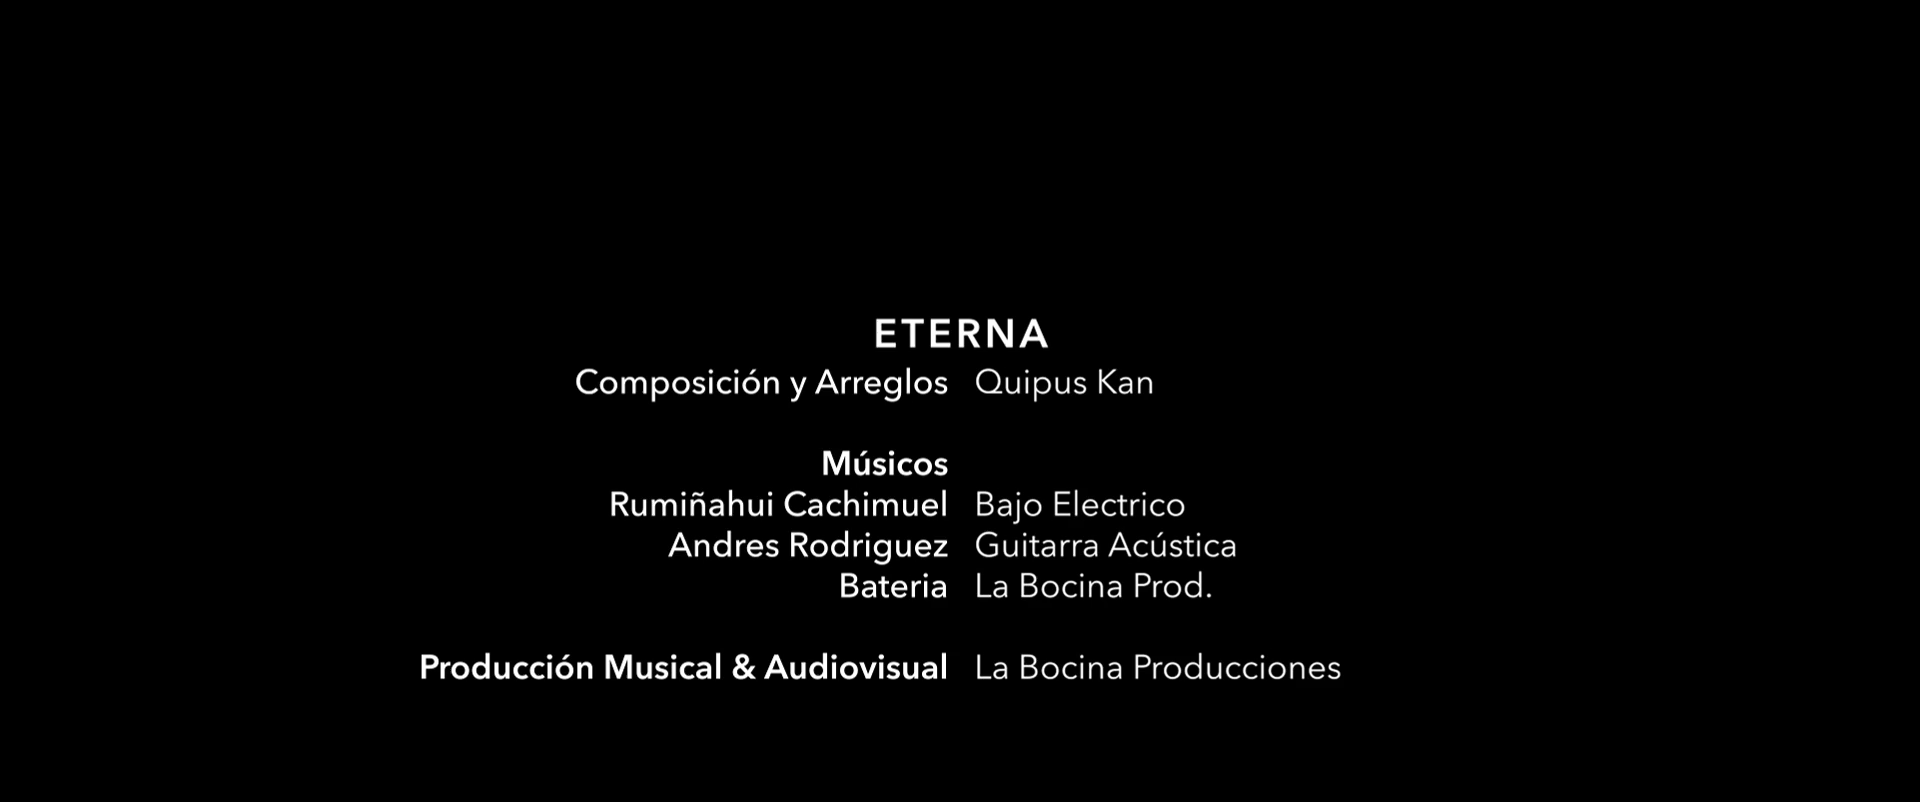 ETERNA
Composición y Arreglos Quipus Kan
Músicos
Rumiñahui Cachimuel Bajo Electrico
Andres Rodriguez Guitarra Acústica
Bateria La Bocina Prod.
Producción Musical & Audiovisual La Bocina Producciones